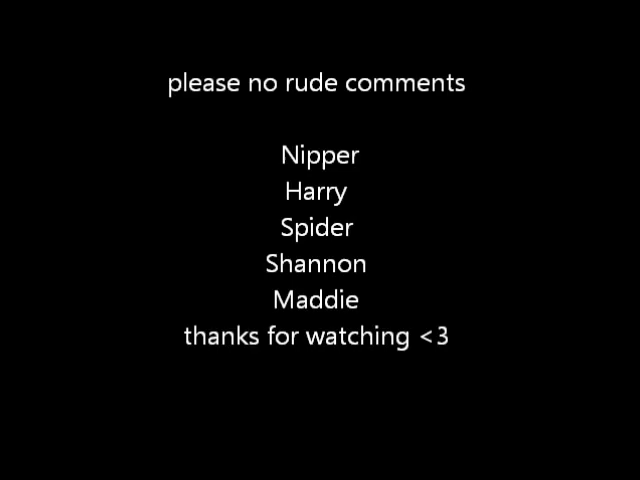 please no rude comments
Nipper
Harry
Spider
Shannon
Maddie
thanks for watching <3